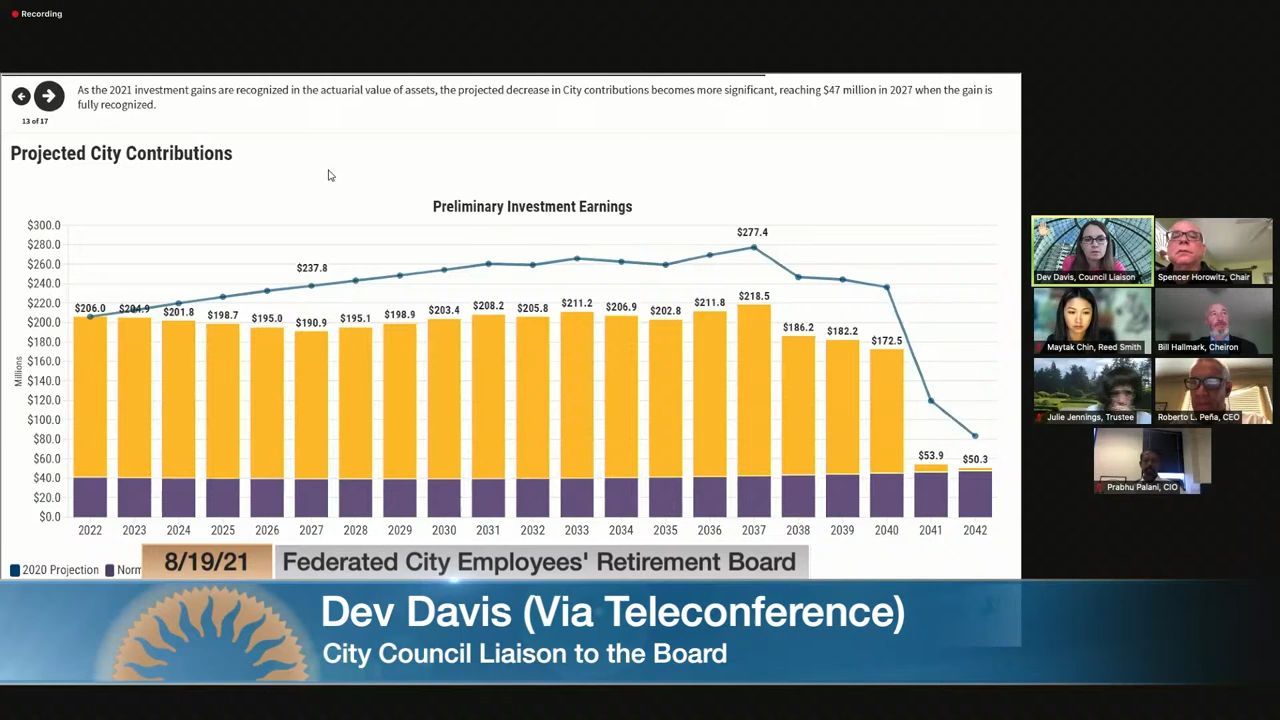 Recording
As the 2021 investment gains are recognized in the actuarial value of assets, the projected decrease in City contributions becomes more significant, reaching $47 million in 2027 when the gain is
fully recognized.
13 of 17
Projected City Contributions
Preliminary Investment Earnings
$300.0
$280.0
$260.0
$240.0
$220.0
$200.0
$180.0
$160.0
$140.0
$120.0
$100.0
$80.0
$60.0
$40.0
$20.0
$0.0
Millions
$237.8
$277.4
$206.0 $204.9 $201.8 $198.7 $195.0 $190.9 $195.1 $198.9 $203.4 $208.2 $205.8 $211.2 $206.9 $202.8 $211.8 $218.5 $186.2 $182.2 $172.5 $53.9 $50.3
2022 2023 2024 2025 2026 2027 2028 2029 2030 2031 2032 2033 2034 2035 2036 2037 2038 2039 2040 2041 2042
2020 Projection Norm
Dev Davis, Council Liaison
Spencer Horowitz, Chair
Maytak Chin, Reed Smith
Bill Hallmark, Cheiron
Julie Jennings, Trustee
Roberto L. Peña, CEO
Prabhu Palani, CIO
8/19/21
Federated City Employees' Retirement Board
Dev Davis (Via Teleconference)
City Council Liaison to the Board